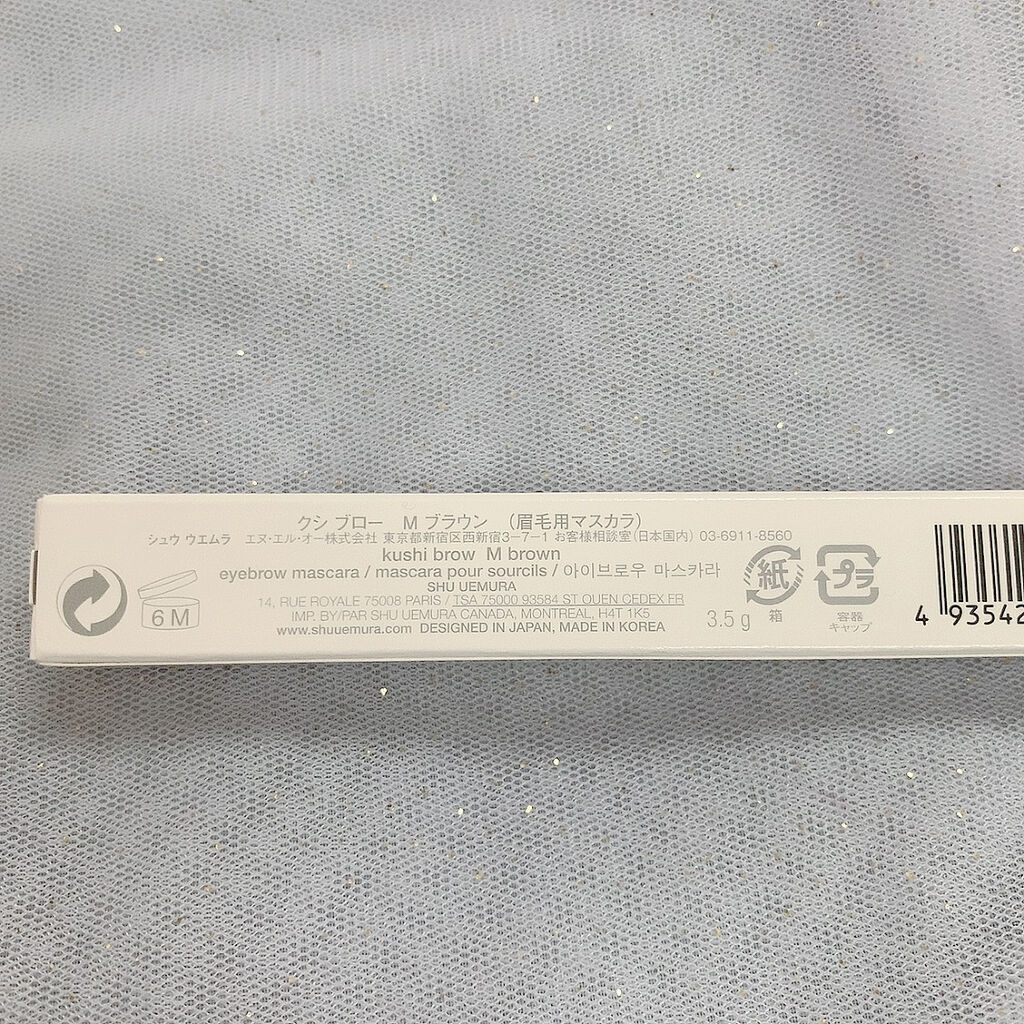 クシ ブロー M ブラウン （眉毛用マスカラ）
シュウ ウエムラ エヌ・エル・オー株式会社 東京都新宿区西新宿3-7-1 お客様相談室(日本国内) 03-6911-8560
kushi brow M brown
eyebrow mascara / mascara pour sourcils / 아이브로우 마스카라
SHU UEMURA
14, RUE ROYALE 75008 PARIS / TSA 75000 93584 ST OUEN CEDEX FR
IMP. BY/PAR SHU UEMURA CANADA, MONTREAL, H4T 1K5
www.shuuemura.com DESIGNED IN JAPAN, MADE IN KOREA
6 M
3.5 g
紙
箱
プラ
容器
キャップ
4 93542